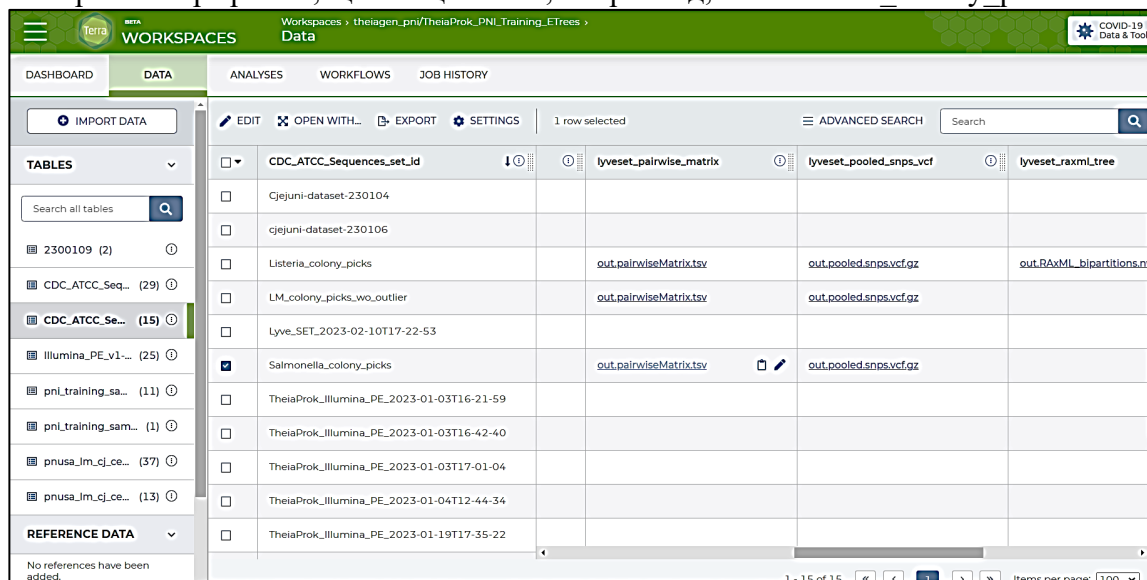 BETA
Terra WORKSPACES
Workspaces › theiagen_pni/TheiaProk_PNI_Training_ETrees ›
Data
COVID-19
Data & Tool
DASHBOARD DATA ANALYSES WORKFLOWS JOB HISTORY
IMPORT DATA
EDIT OPEN WITH... EXPORT SETTINGS 1 row selected ADVANCED SEARCH Search
TABLES
CDC_ATCC_Sequences_set_id lyveset_pairwise_matrix lyveset_pooled_snps_vcf lyveset_raxml_tree
Search all tables
2300109 (2)
CDC_ATCC_Seq... (29)
CDC_ATCC_Se... (15)
Illumina_PE_v1-... (25)
pni_training_sa... (11)
pni_training_sam... (1)
pnusa_lm_cj_ce... (37)
pnusa_lm_cj_ce... (13)
REFERENCE DATA
No references have been
added.
Cjejuni-dataset-230104
cjejuni-dataset-230106
Listeria_colony_picks out.pairwiseMatrix.tsv out.pooled.snps.vcf.gz out.RAxML_bipartitions.n
LM_colony_picks_wo_outlier out.pairwiseMatrix.tsv out.pooled.snps.vcf.gz
Lyve_SET_2023-02-10T17-22-53
Salmonella_colony_picks out.pairwiseMatrix.tsv out.pooled.snps.vcf.gz
TheiaProk_Illumina_PE_2023-01-03T16-21-59
TheiaProk_Illumina_PE_2023-01-03T16-42-40
TheiaProk_Illumina_PE_2023-01-03T17-01-04
TheiaProk_Illumina_PE_2023-01-04T12-44-34
TheiaProk_Illumina_PE_2023-01-19T17-35-22
1 - 15 of 15 « ‹ 1 › » Items per page: 100